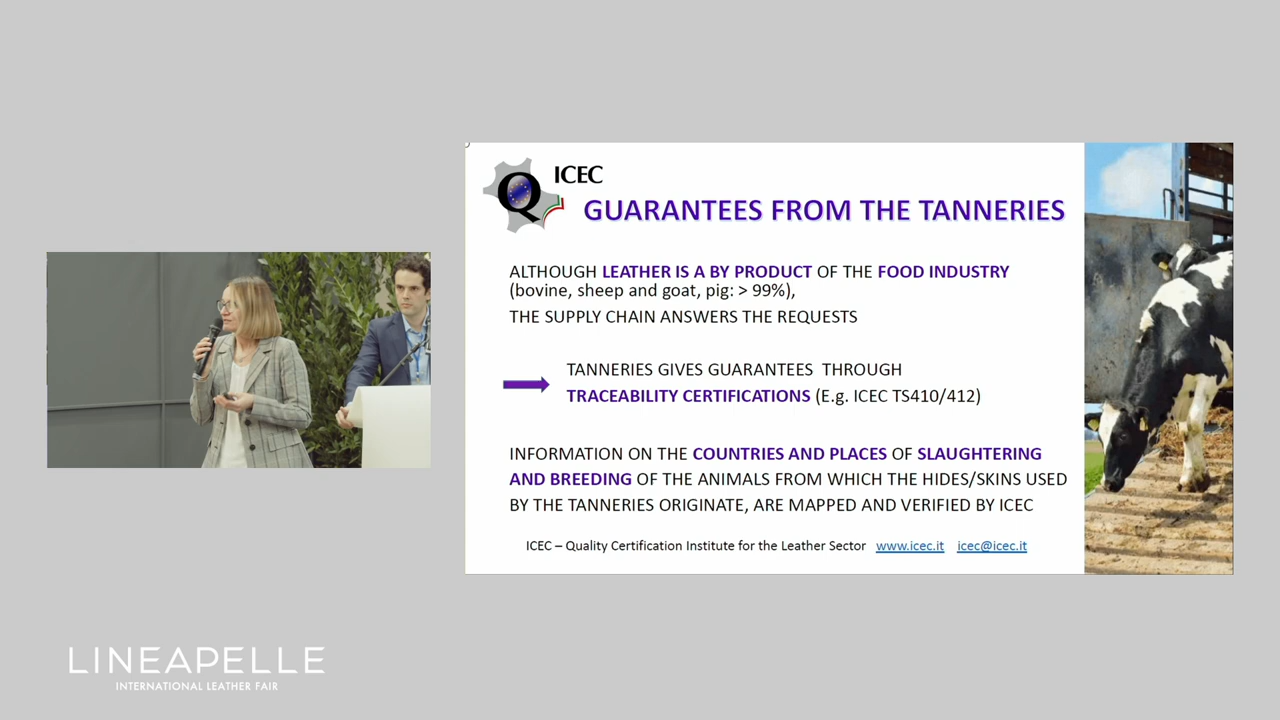 ICEC
GUARANTEES FROM THE TANNERIES
ALTHOUGH LEATHER IS A BY PRODUCT OF THE FOOD INDUSTRY
(bovine, sheep and goat, pig: > 99%),
THE SUPPLY CHAIN ANSWERS THE REQUESTS
TANNERIES GIVES GUARANTEES THROUGH
TRACEABILITY CERTIFICATIONS (E.g. ICEC TS410/412)
INFORMATION ON THE COUNTRIES AND PLACES OF SLAUGHTERING
AND BREEDING OF THE ANIMALS FROM WHICH THE HIDES/SKINS USED
BY THE TANNERIES ORIGINATE, ARE MAPPED AND VERIFIED BY ICEC
ICEC – Quality Certification Institute for the Leather Sector www.icec.it icec@icec.it
LINEAPELLE
INTERNATIONAL LEATHER FAIR